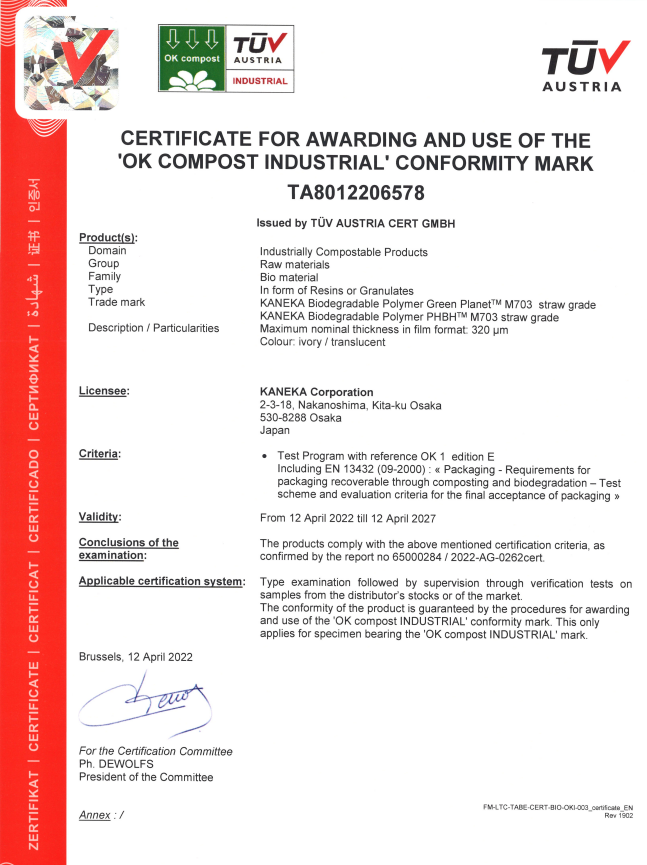 OK compost
TÜV
AUSTRIA
INDUSTRIAL
TÜV
AUSTRIA
CERTIFICATE FOR AWARDING AND USE OF THE
'OK COMPOST INDUSTRIAL' CONFORMITY MARK
TA8012206578
Issued by TÜV AUSTRIA CERT GMBH
Product(s):
Domain Industrially Compostable Products
Group Raw materials
Family Bio material
Type In form of Resins or Granulates
Trade mark KANEKA Biodegradable Polymer Green Planet™ M703 straw grade
KANEKA Biodegradable Polymer PHBH™ M703 straw grade
Description / Particularities Maximum nominal thickness in film format: 320 µm
Colour: ivory / translucent
Licensee: KANEKA Corporation
2-3-18, Nakanoshima, Kita-ku Osaka
530-8288 Osaka
Japan
Criteria: • Test Program with reference OK 1 edition E
Including EN 13432 (09-2000) : « Packaging - Requirements for
packaging recoverable through composting and biodegradation – Test
scheme and evaluation criteria for the final acceptance of packaging »
Validity: From 12 April 2022 till 12 April 2027
Conclusions of the The products comply with the above mentioned certification criteria, as
examination: confirmed by the report no 65000284 / 2022-AG-0262cert.
Applicable certification system: Type examination followed by supervision through verification tests on
samples from the distributor's stocks or of the market.
The conformity of the product is guaranteed by the procedures for awarding
and use of the 'OK compost INDUSTRIAL' conformity mark. This only
applies for specimen bearing the 'OK compost INDUSTRIAL' mark.
Brussels, 12 April 2022
For the Certification Committee
Ph. DEWOLFS
President of the Committee
Annex : /
FM-LTC-TABE-CERT-BIO-OKI-003_certificate_EN
Rev 1902
ZERTIFIKAT | CERTIFICATE | CERTIFICAT | CERTIFICADO | СЕРТИФИКАТ | شهادة | 证书 | 인증서